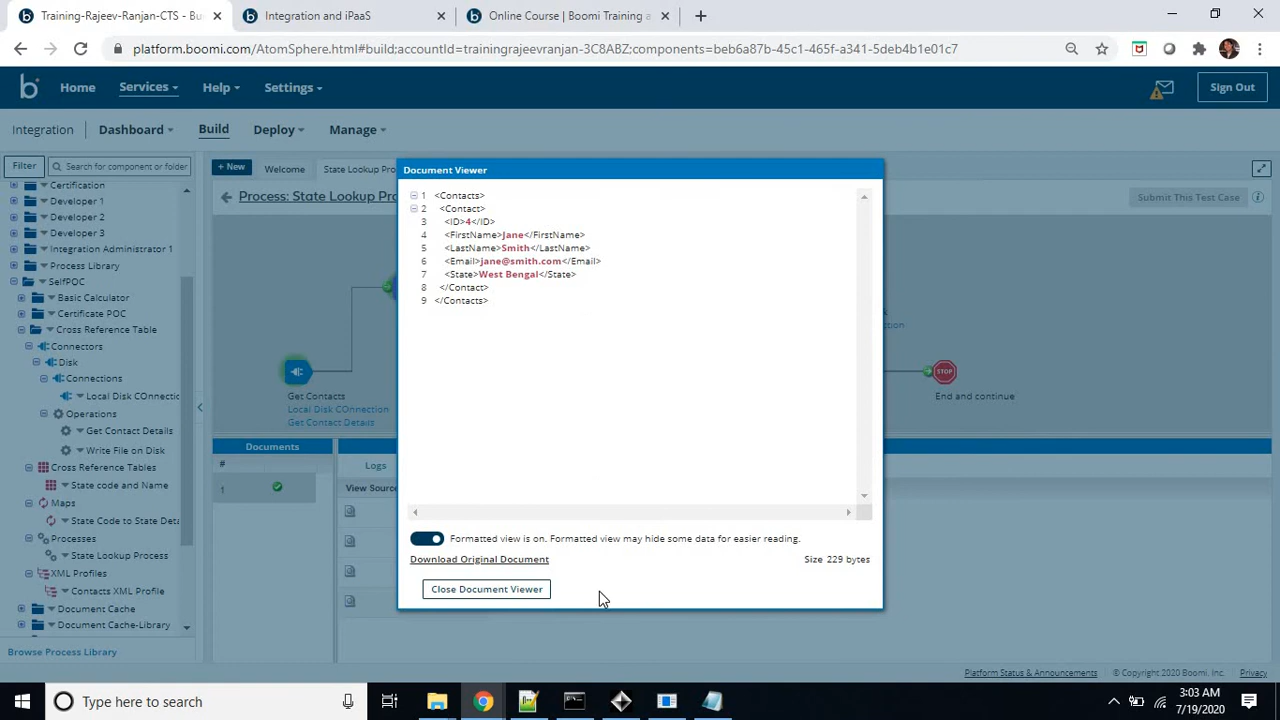 Training-Rajeev-Ranjan-CTS - Bu
Integration and iPaaS
Online Course | Boomi Training a
platform.boomi.com/AtomSphere.html#build:accountId=trainingrajeevranjan-3C8ABZ:components=beb6a87b-45c1-465f-a341-5deb4b1e01c7
Home
Services
Help
Settings
Sign Out
Integration
Dashboard
Build
Deploy
Manage
Filter
Search for component or folder
+ New
Welcome
State Lookup Pro
Process: State Lookup Pro
Submit This Test Case
Certification
Developer 1
Developer 2
Developer 3
Integration Administrator 1
Process Library
SelfPOC
Basic Calculator
Certificate POC
Cross Reference Table
Connectors
Disk
Connections
Local Disk COnnectic
Operations
Get Contact Details
Write File on Disk
Cross Reference Tables
State code and Name
Maps
State Code to State Deta
Processes
State Lookup Process
XML Profiles
Contacts XML Profile
Document Cache
Document Cache-Library
Browse Process Library
Get Contacts
Local Disk COnnection
Get Contact Details
STOP
End and continue
Documents
#
1
Logs
View Source
Document Viewer
1 <Contacts>
2 <Contact>
3 <ID>4</ID>
4 <FirstName>Jane</FirstName>
5 <LastName>Smith</LastName>
6 <Email>jane@smith.com</Email>
7 <State>West Bengal</State>
8 </Contact>
9 </Contacts>
Formatted view is on. Formatted view may hide some data for easier reading.
Download Original Document
Size 229 bytes
Close Document Viewer
Platform Status & Announcements
© Copyright 2020 Boomi, Inc.
Privacy
Type here to search
3:03 AM
7/19/2020